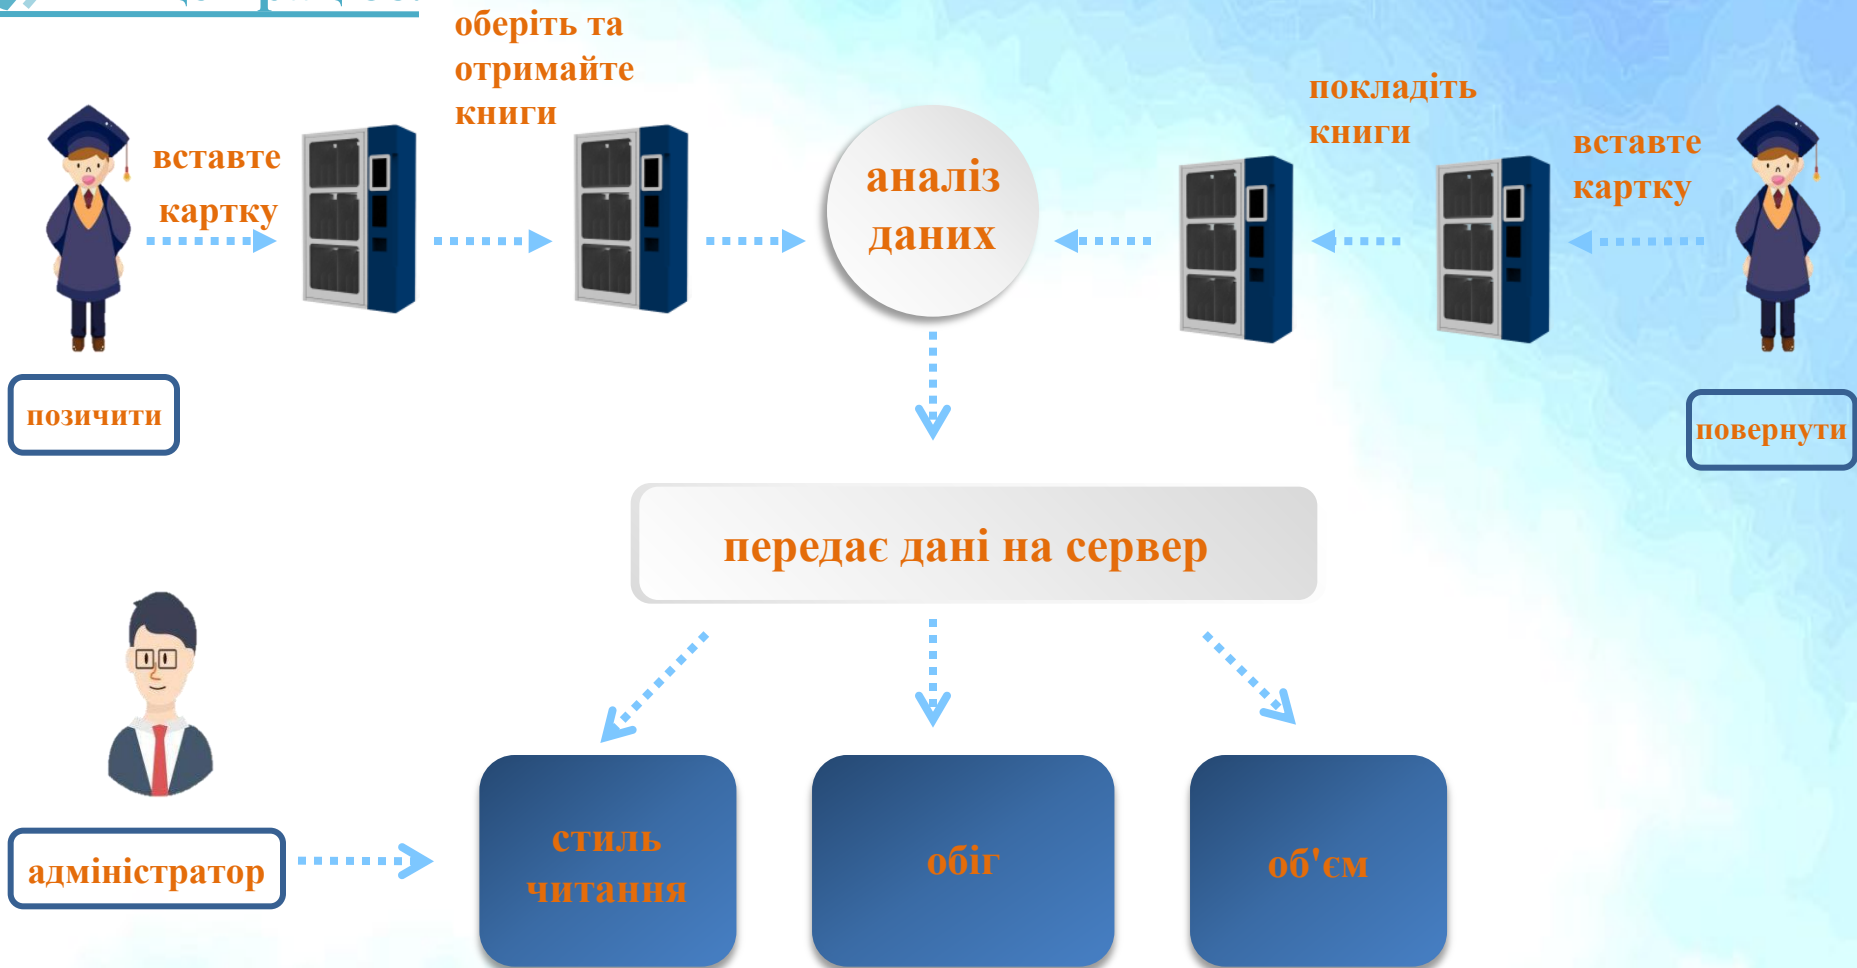 оберіть та
отримайте
книги
вставте
картку
аналіз
даних
покладіть
книги
вставте
картку
позичити
повернути
передає дані на сервер
адміністратор
стиль
читання
обіг
об'єм